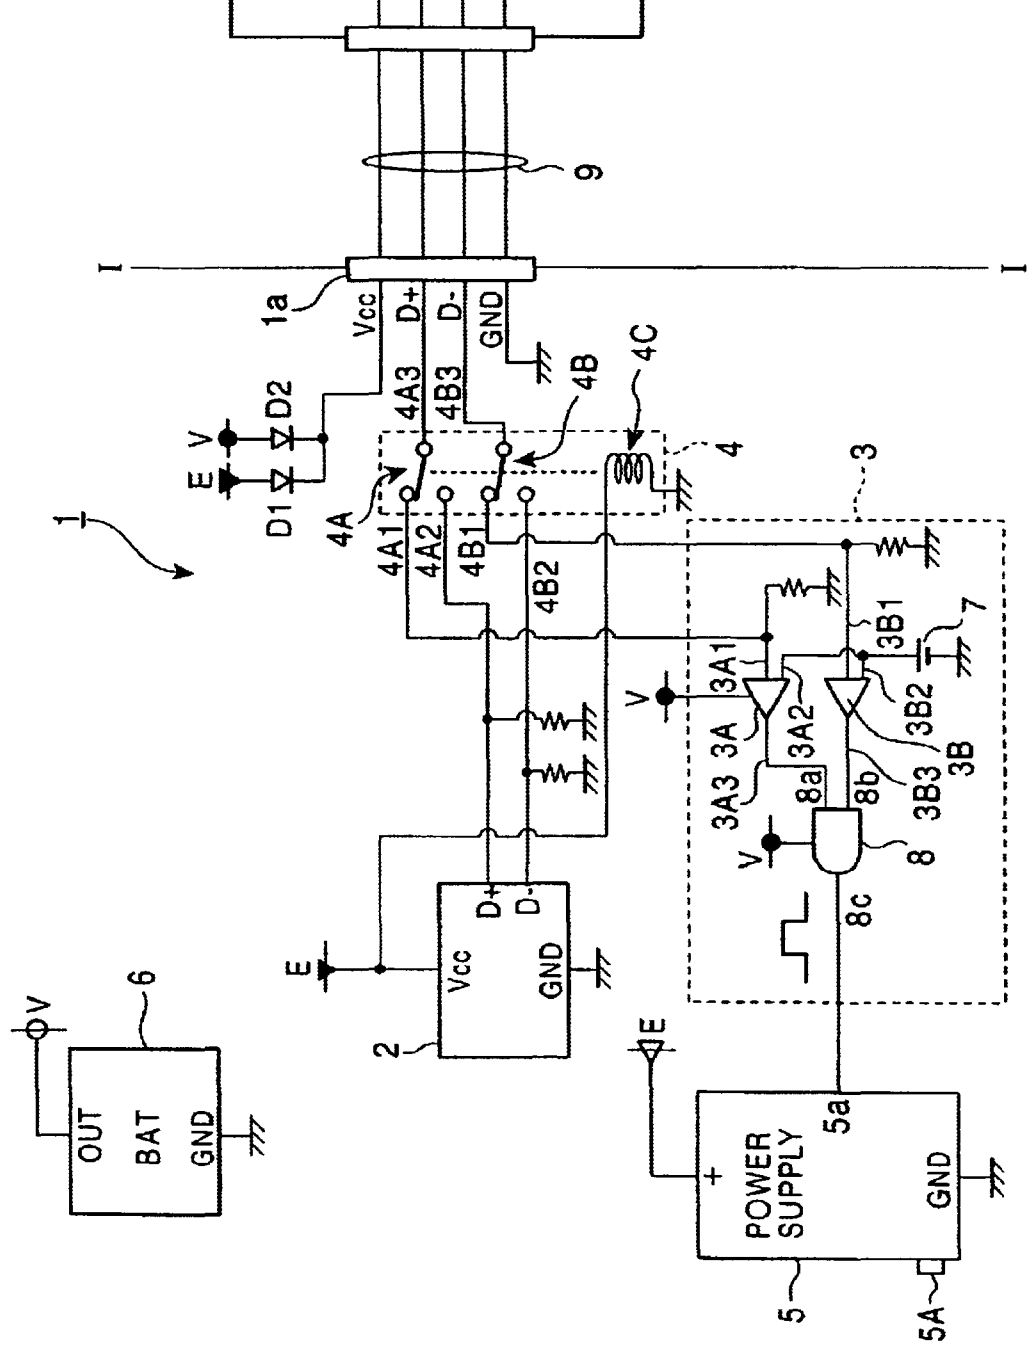 1
E
V
D1
D2
1a
Vcc
D+
D-
GND
9
I
I
4A
4A3
4B3
4B
4C
4
4A1
4A2
4B1
4B2
3
6
OUT
BAT
GND
V
E
2
Vcc
D+
D-
GND
V
3A1
3A
3A2
3A3
3B1
3B2
3B
3B3
7
V
8a
8b
8
8c
E
5
+
POWER
SUPPLY
5a
GND
5A